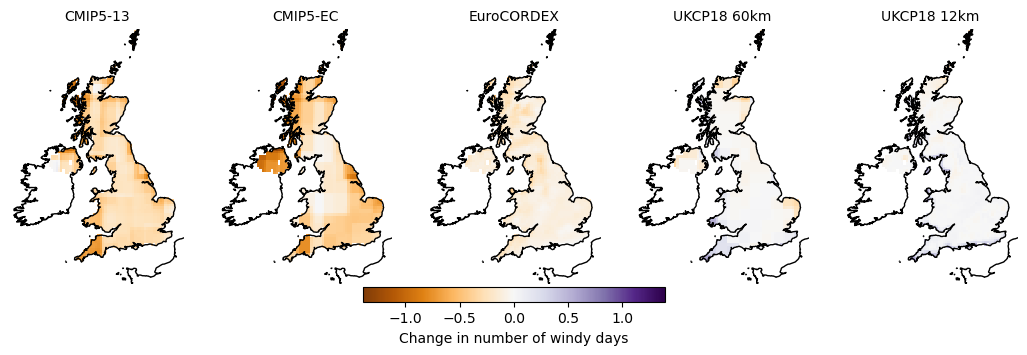 CMIP5-13 CMIP5-EC EuroCORDEX UKCP18 60km UKCP18 12km
−1.0 −0.5 0.0 0.5 1.0
Change in number of windy days